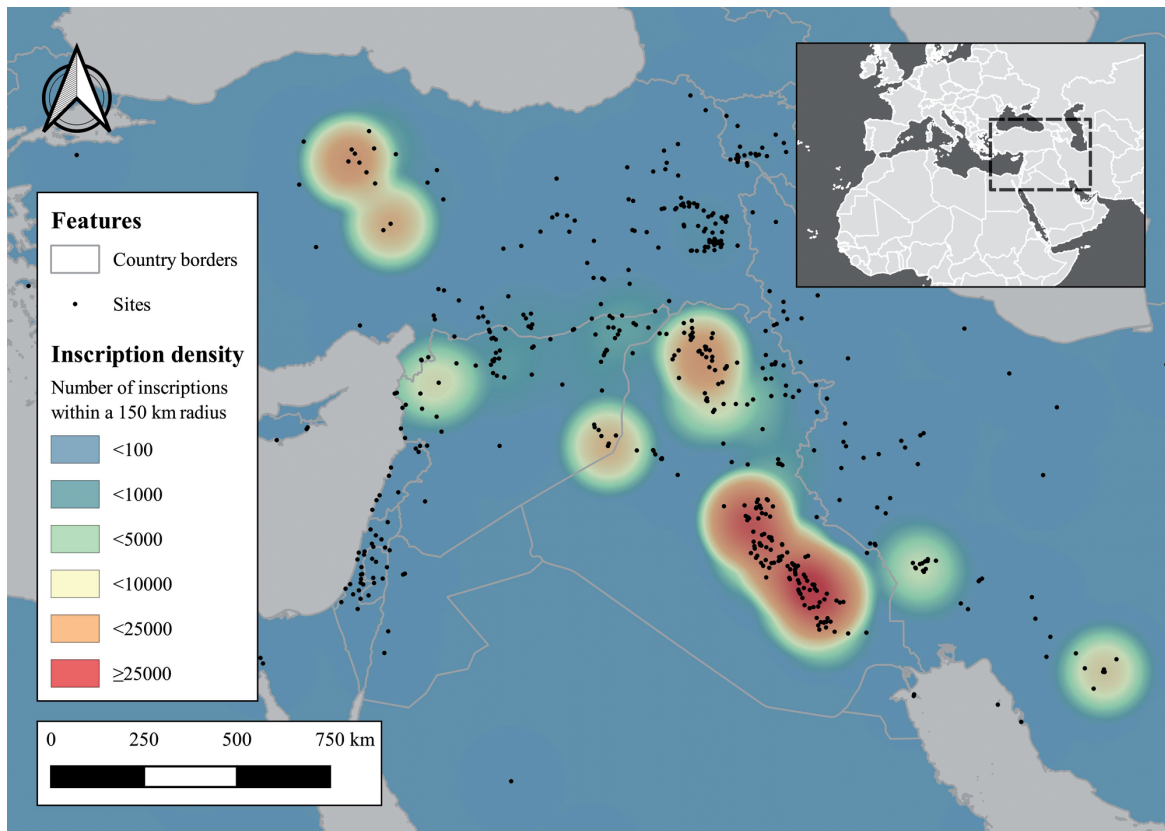 Features
Country borders
Sites
Inscription density
Number of inscriptions
within a 150 km radius
<100
<1000
<5000
<10000
<25000
≥25000
0 250 500 750 km